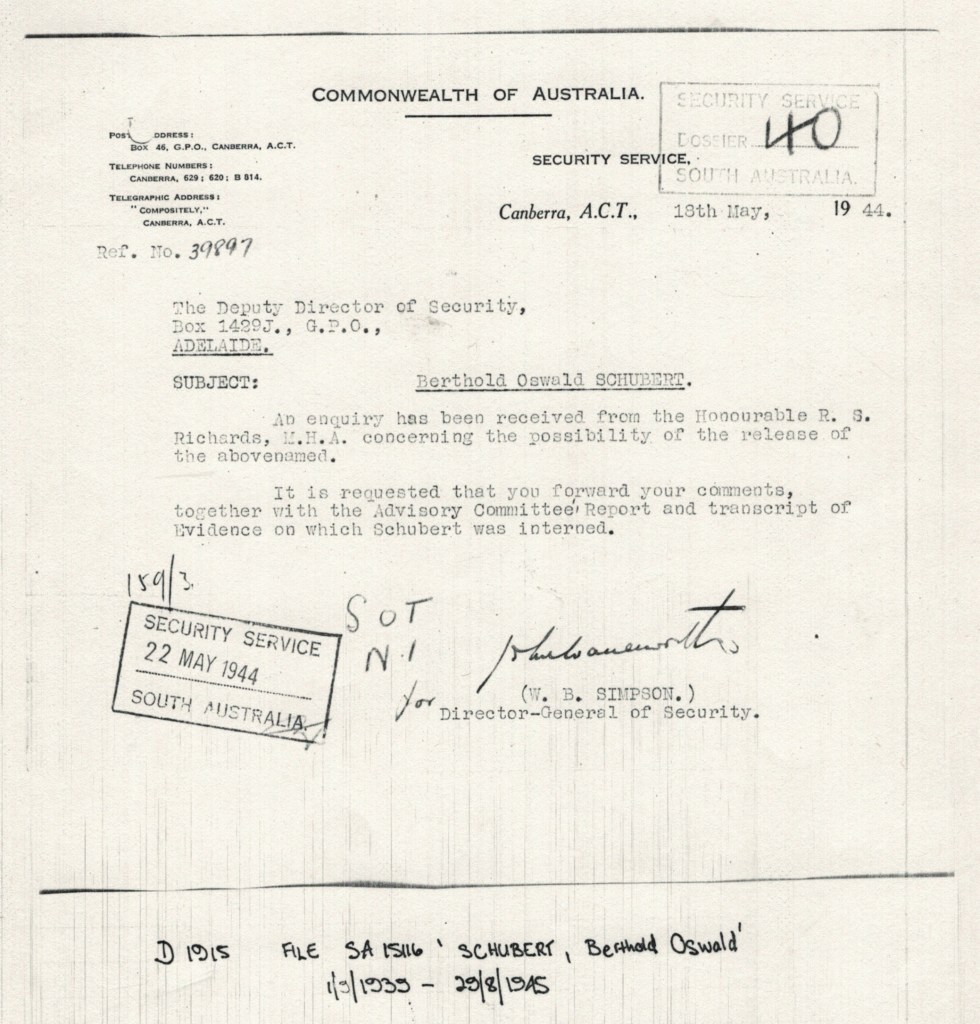 COMMONWEALTH OF AUSTRALIA.
SECURITY SERVICE
DOSSIER 40
SOUTH AUSTRALIA.
POST DDRESS:
BOX 46, G.P.O., CANBERRA, A.C.T.
TELEPHONE NUMBERS:
CANBERRA, 629; 620; B 814.
TELEGRAPHIC ADDRESS:
"COMPOSITELY,"
CANBERRA, A.C.T.
SECURITY SERVICE,
Canberra, A.C.T., 18th May, 19 44.
Ref. No. 39897
The Deputy Director of Security,
Box 1429J., G.P.O.,
ADELAIDE.
SUBJECT: Berthold Oswald SCHUBERT.
An enquiry has been received from the Honourable R. S.
Richards, M.H.A. concerning the possibility of the release of
the abovenamed.
It is requested that you forward your comments,
together with the Advisory Committee' Report and transcript of
Evidence on which Schubert was interned.
159/3
SECURITY SERVICE
22 MAY 1944
SOUTH AUSTRALIA
S O T
N.I
for
(W. B. SIMPSON.)
Director-General of Security.
D 1915 FILE SA 15116 'SCHUBERT, Berthold Oswald'
1/9/1939 - 29/8/1945